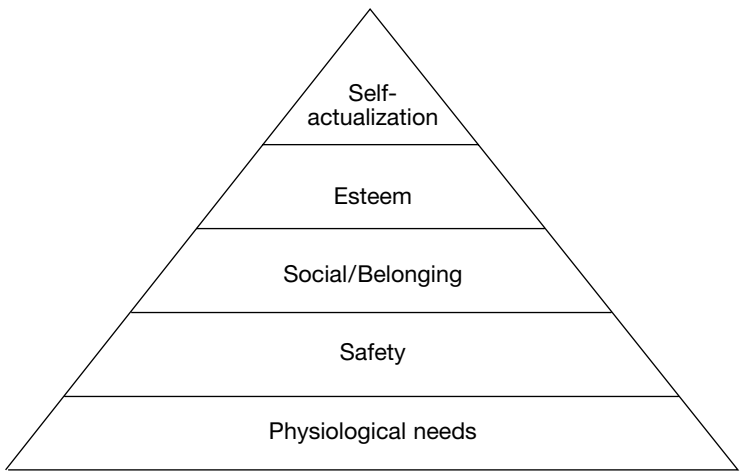 Self-
actualization
Esteem
Social/Belonging
Safety
Physiological needs